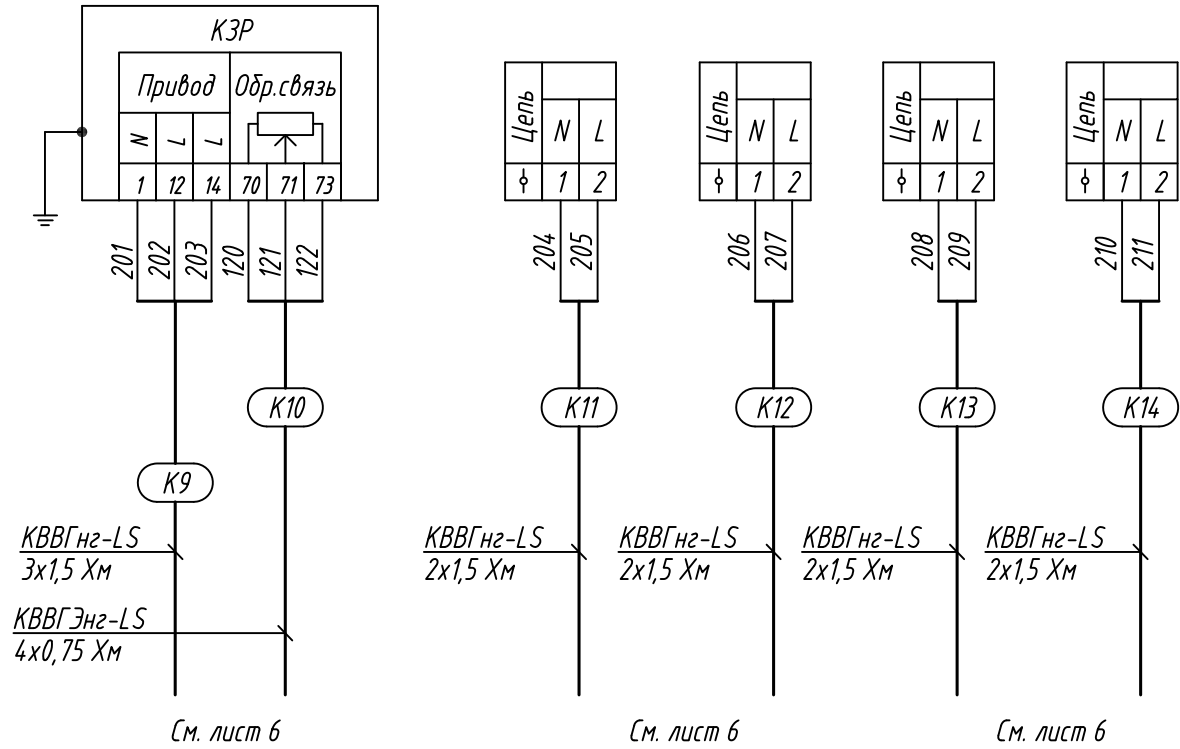 КЗР
Привод Обр.связь
N L L
1 12 14 70 71 73
201 202 203 120 121 122
Цепь N L
1 2
204 205
Цепь N L
1 2
206 207
Цепь N L
1 2
208 209
Цепь N L
1 2
210 211
К10 К11 К12 К13 К14
К9
КВВГнг-LS
3х1,5 Хм
КВВГнг-LS
2х1,5 Хм
КВВГнг-LS
2х1,5 Хм
КВВГнг-LS
2х1,5 Хм
КВВГнг-LS
2х1,5 Хм
КВВГЭнг-LS
4х0,75 Хм
См. лист 6
См. лист 6
См. лист 6